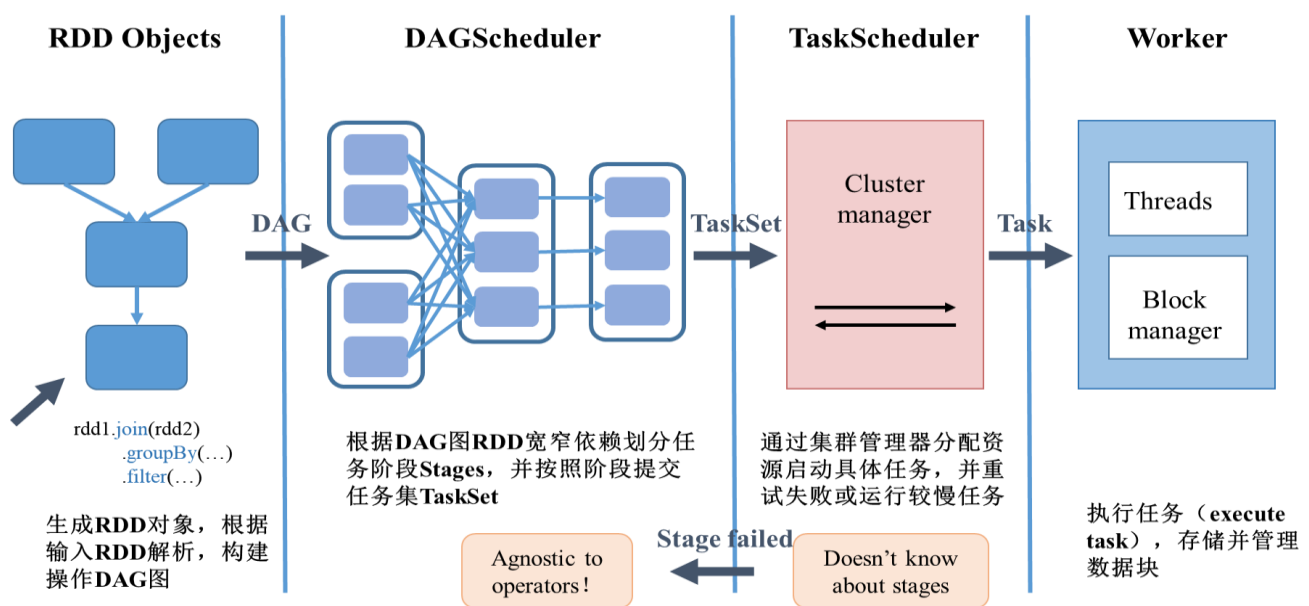 RDD Objects
DAGScheduler
TaskScheduler
Worker
DAG
TaskSet
Cluster
manager
Task
Threads
Block
manager
rdd1.join(rdd2)
.groupBy(…)
.filter(…)
生成RDD对象，根据
输入RDD解析，构建
操作DAG图
根据DAG图RDD宽窄依赖划分任
务阶段Stages，并按照阶段提交
任务集TaskSet
通过集群管理器分配资
源启动具体任务，并重
试失败或运行较慢任务
执行任务（execute
task），存储并管理
数据块
Agnostic to
operators！
Stage failed
Doesn’t know
about stages